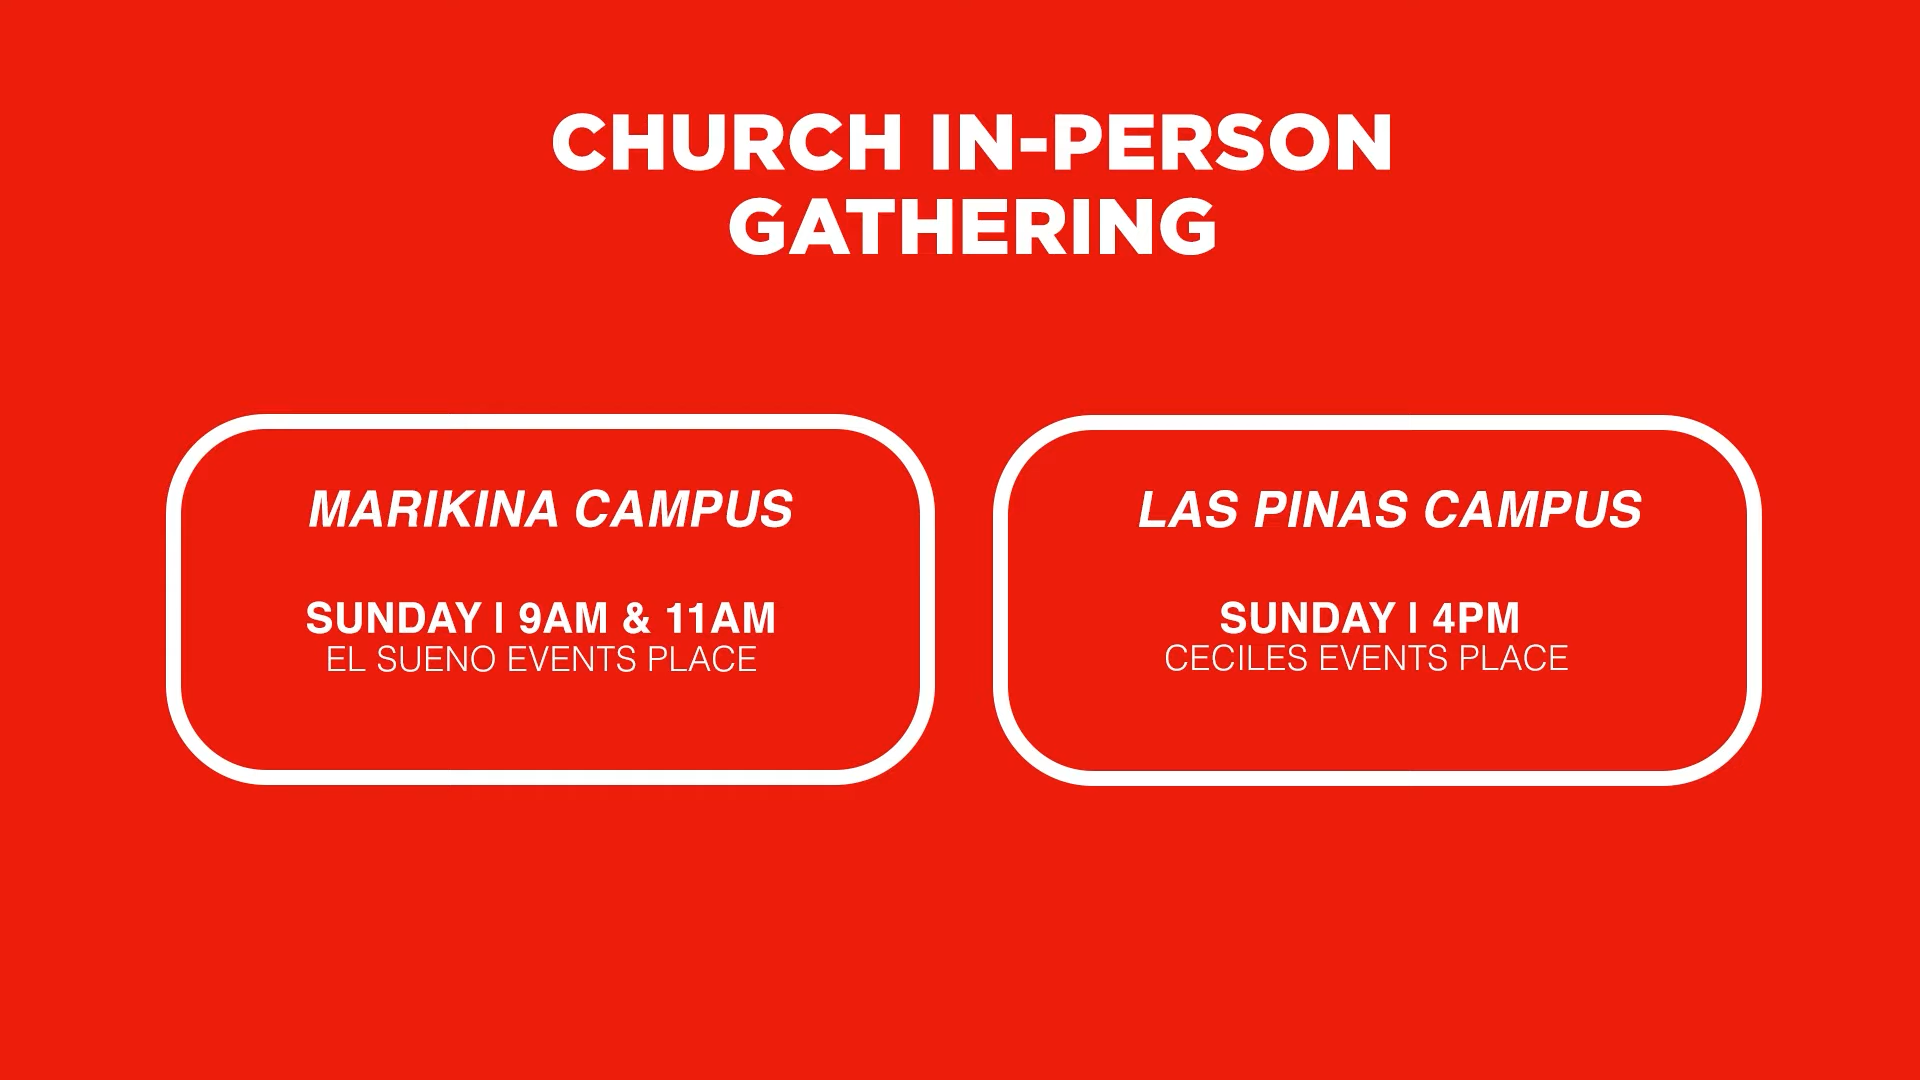 CHURCH IN-PERSON
GATHERING
MARIKINA CAMPUS
SUNDAY | 9AM & 11AM
EL SUENO EVENTS PLACE
LAS PINAS CAMPUS
SUNDAY | 4PM
CECILES EVENTS PLACE